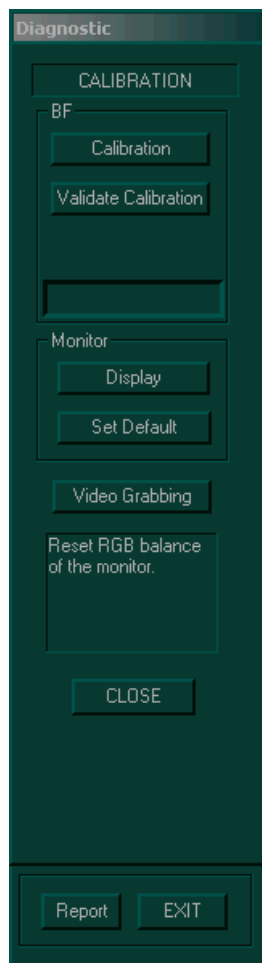 Diagnostic
CALIBRATION
BF
Calibration
Validate Calibration
Monitor
Display
Set Default
Video Grabbing
Reset RGB balance
of the monitor.
CLOSE
Report
EXIT